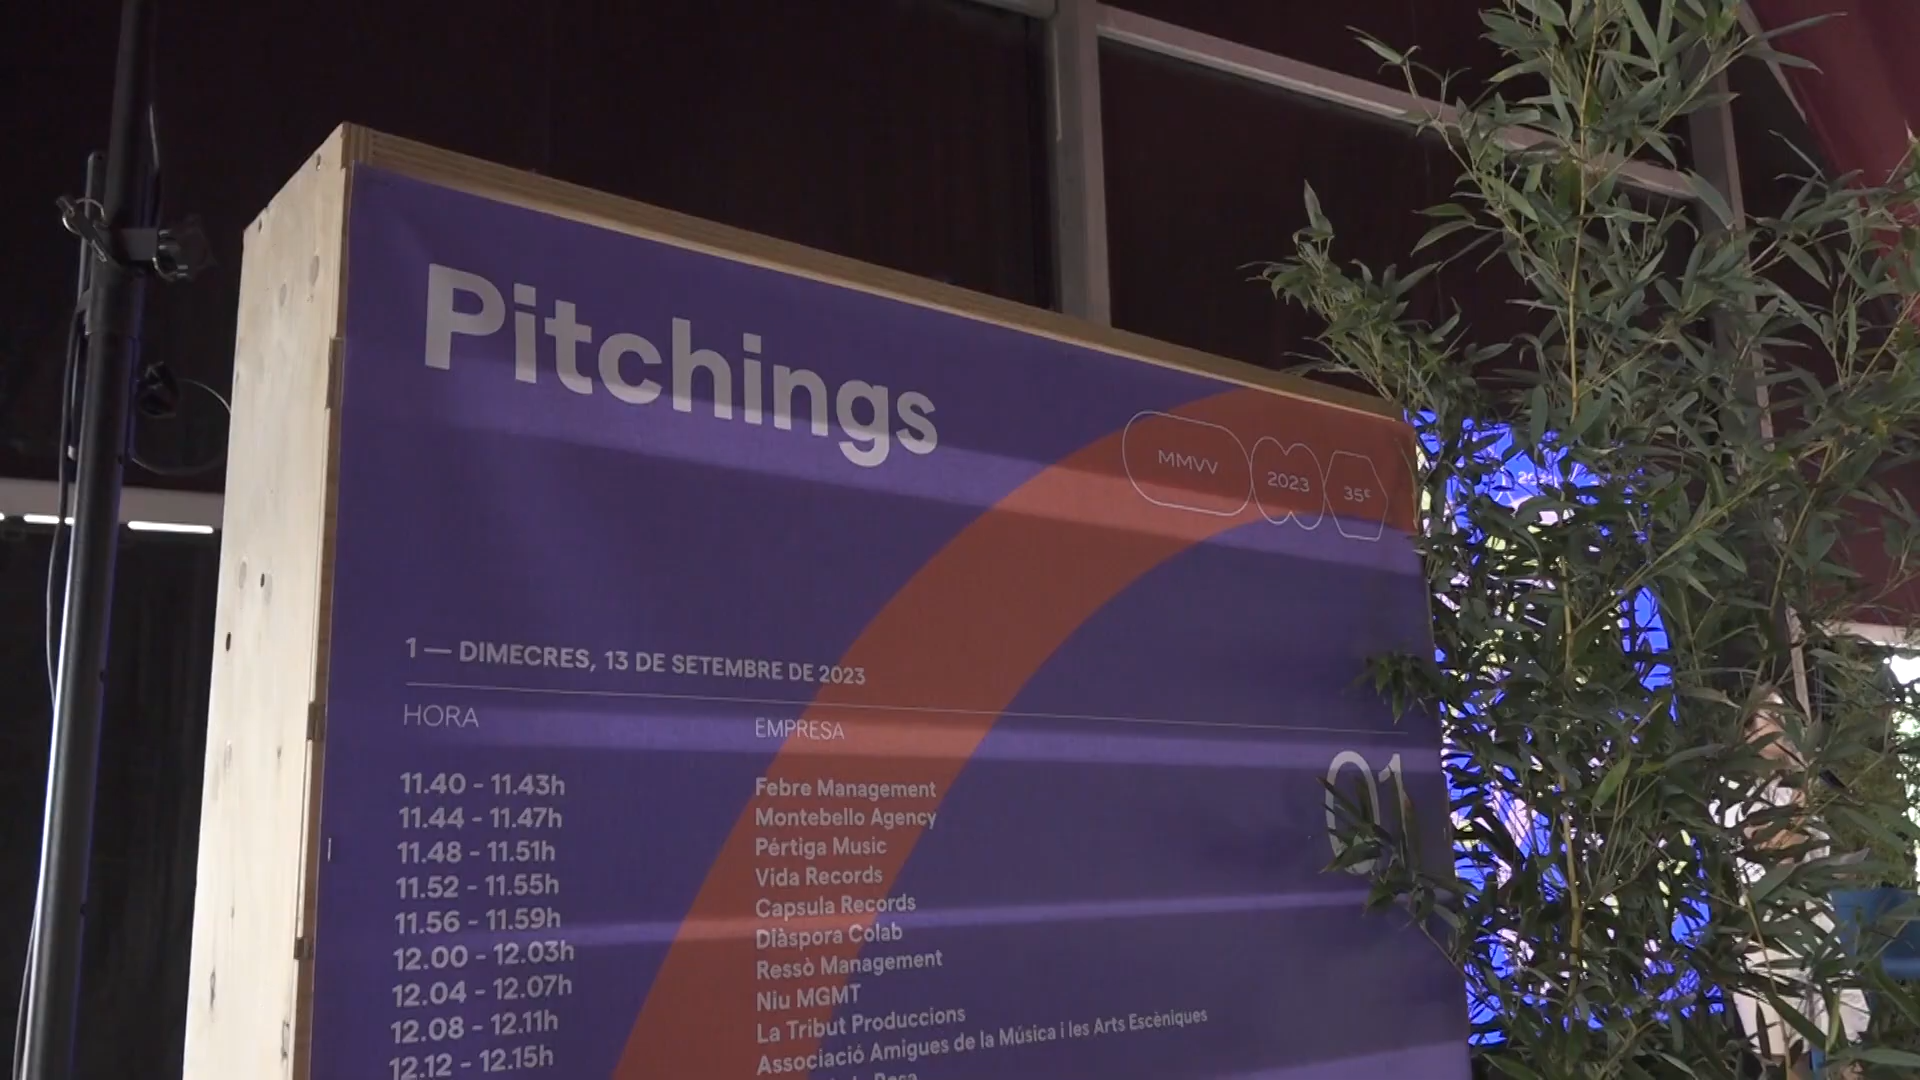 Pitchings
MMVV 2023 35è
1 — DIMECRES, 13 DE SETEMBRE DE 2023
HORA EMPRESA
01
11.40 - 11.43h Febre Management
11.44 - 11.47h Montebello Agency
11.48 - 11.51h Pértiga Music
11.52 - 11.55h Vida Records
11.56 - 11.59h Capsula Records
12.00 - 12.03h Diàspora Colab
12.04 - 12.07h Ressò Management
12.08 - 12.11h Niu MGMT
12.12 - 12.15h La Tribut Produccions
Associació Amigues de la Música i les Arts Escèniques